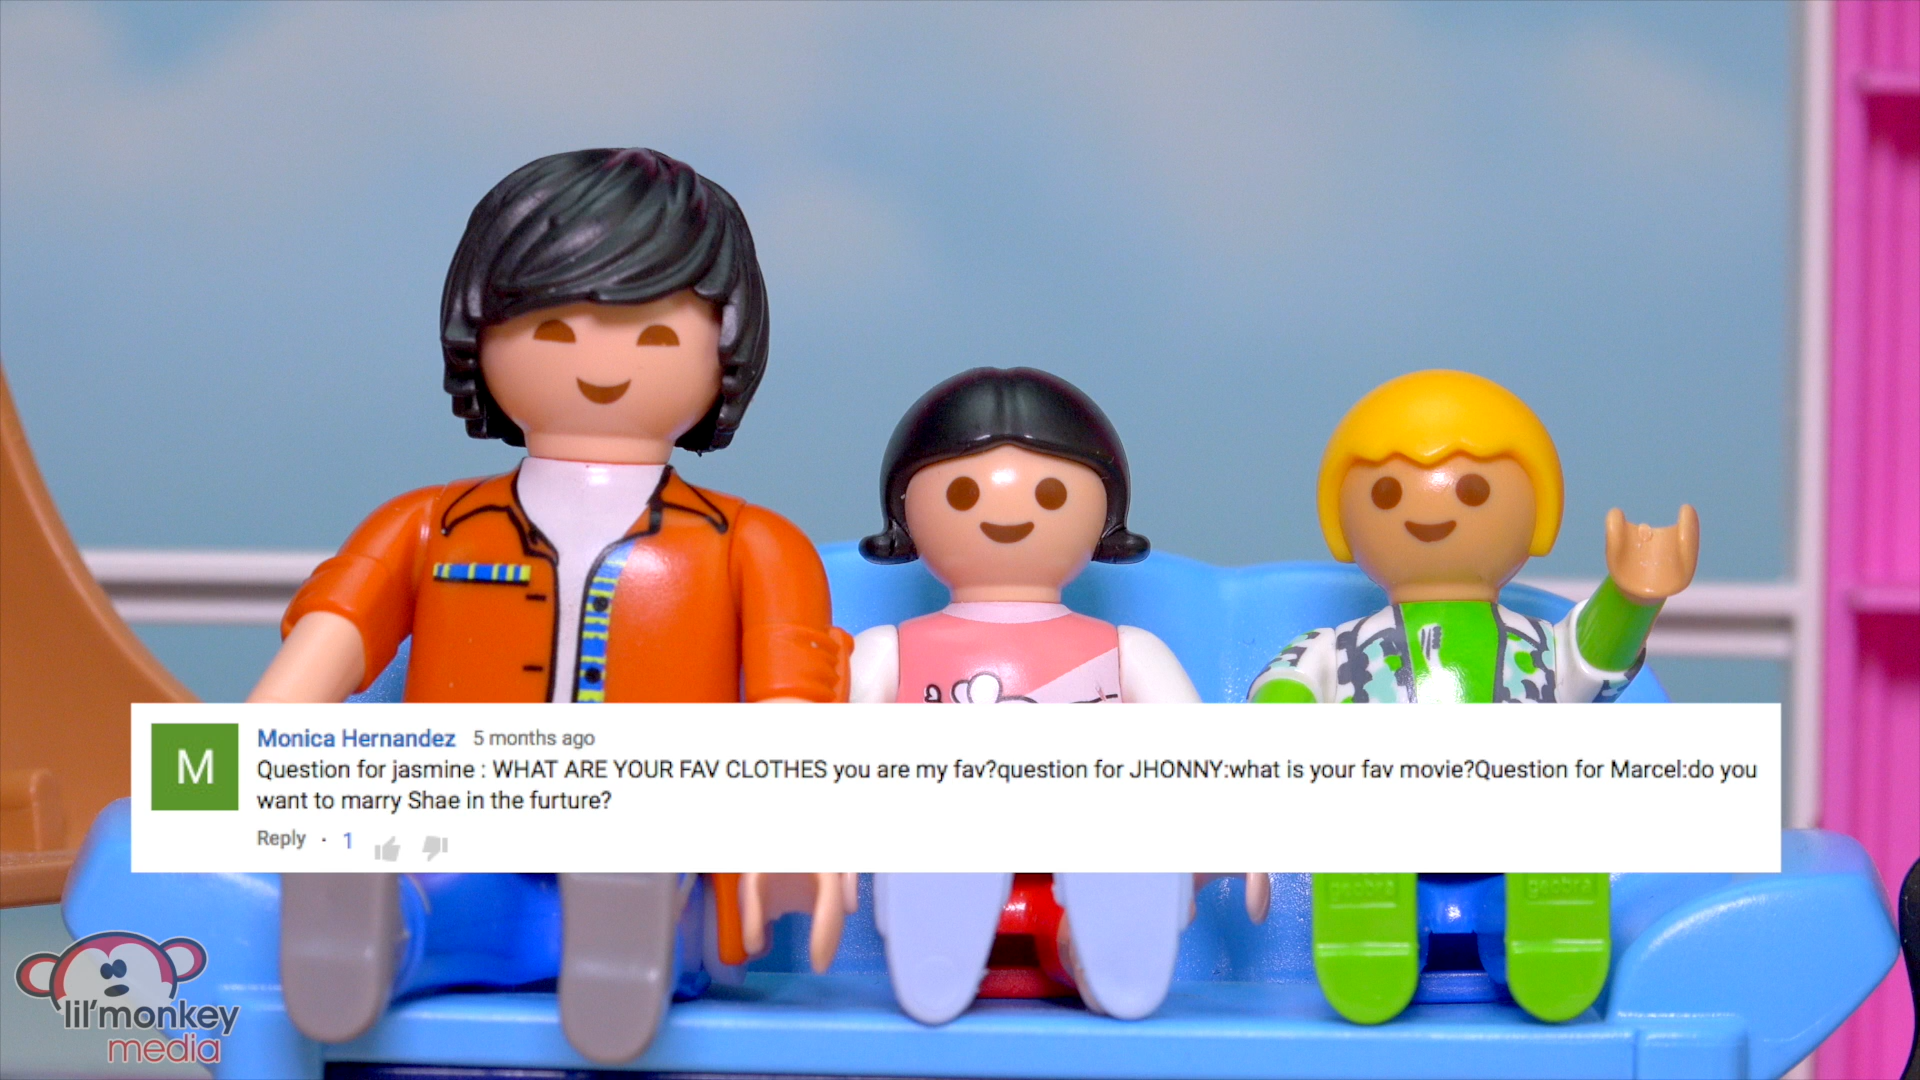 M
Monica Hernandez 5 months ago
Question for jasmine : WHAT ARE YOUR FAV CLOTHES you are my fav?question for JHONNY:what is your fav movie?Question for Marcel:do you
want to marry Shae in the furture?
Reply · 1
geobra
geobra
lil'monkey
media